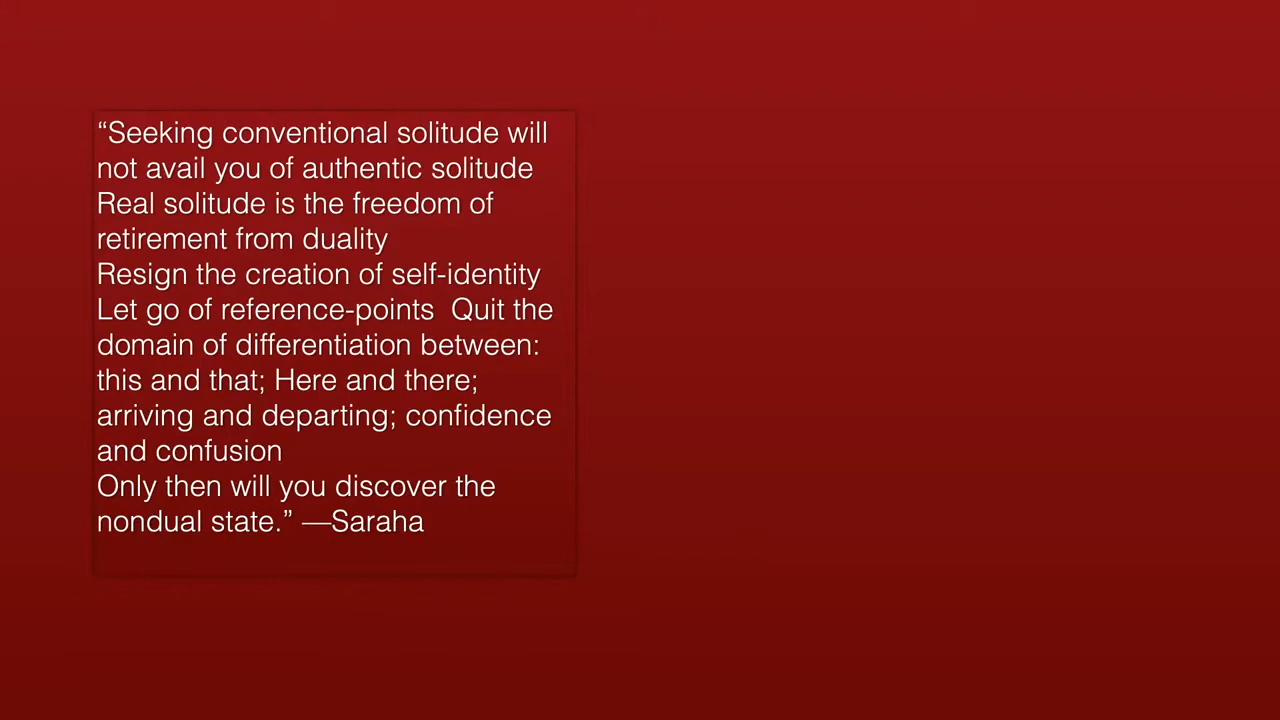 “Seeking conventional solitude will
not avail you of authentic solitude
Real solitude is the freedom of
retirement from duality
Resign the creation of self-identity
Let go of reference-points  Quit the
domain of differentiation between:
this and that; Here and there;
arriving and departing; confidence
and confusion
Only then will you discover the
nondual state.” —Saraha